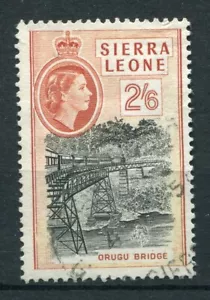 SIERRA
LEONE
2/6
ORUGU BRIDGE